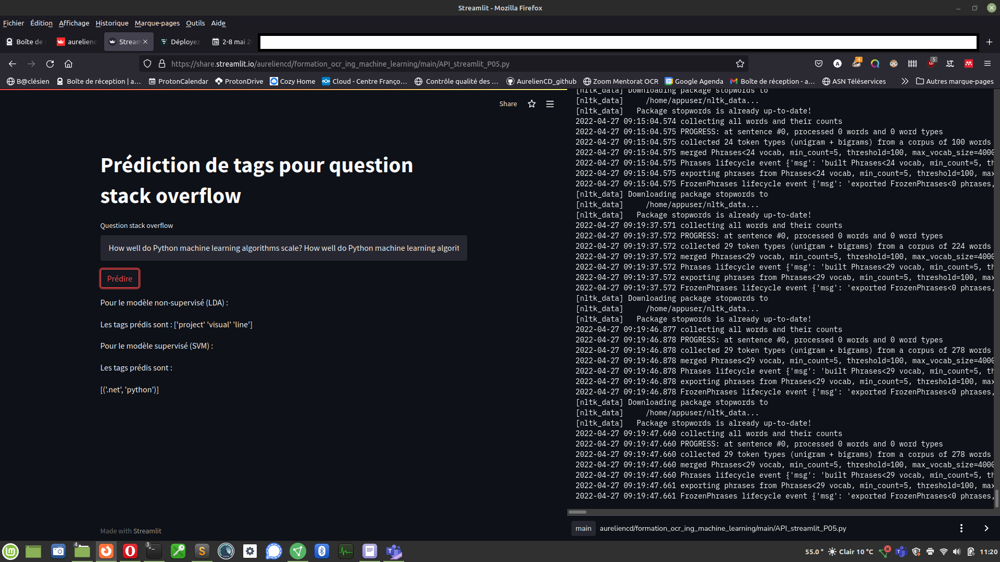 Streamlit - Mozilla Firefox
Fichier Édition Affichage Historique Marque-pages Outils Aide
Boîte de aurelienc Stream Déployez 2-8 mai 2
https://share.streamlit.io/aureliencd/formation_ocr_ing_machine_learning/main/API_streamlit_P05.py
4
5
B@clésien Boîte de réception | a… ProtonCalendar ProtonDrive Cozy Home Cloud - Centre Franço… Contrôle qualité des … AurelienCD_github Zoom Mentorat OCR Google Agenda Boîte de réception - a… ASN Téléservices Autres marque-pages
Share
Prédiction de tags pour question
stack overflow
Question stack overflow
How well do Python machine learning algorithms scale? How well do Python machine learning algorit
Prédire
Pour le modèle non-supervisé (LDA) :
Les tags prédis sont : ['project' 'visual' 'line']
Pour le modèle supervisé (SVM) :
Les tags prédis sont :
[('.net', 'python')]
Made with Streamlit
[nltk_data] Downloading package stopwords to
[nltk_data]     /home/appuser/nltk_data...
[nltk_data]   Package stopwords is already up-to-date!
2022-04-27 09:15:04.574 collecting all words and their counts
2022-04-27 09:15:04.575 PROGRESS: at sentence #0, processed 0 words and 0 word types
2022-04-27 09:15:04.575 collected 24 token types (unigram + bigrams) from a corpus of 100 words
2022-04-27 09:15:04.575 merged Phrases<24 vocab, min_count=5, threshold=100, max_vocab_size=4000
2022-04-27 09:15:04.575 Phrases lifecycle event {'msg': 'built Phrases<24 vocab, min_count=5, th
2022-04-27 09:15:04.575 exporting phrases from Phrases<24 vocab, min_count=5, threshold=100, max
2022-04-27 09:15:04.575 FrozenPhrases lifecycle event {'msg': 'exported FrozenPhrases<0 phrases,
[nltk_data] Downloading package stopwords to
[nltk_data]     /home/appuser/nltk_data...
[nltk_data]   Package stopwords is already up-to-date!
2022-04-27 09:19:37.571 collecting all words and their counts
2022-04-27 09:19:37.572 PROGRESS: at sentence #0, processed 0 words and 0 word types
2022-04-27 09:19:37.572 collected 29 token types (unigram + bigrams) from a corpus of 224 words
2022-04-27 09:19:37.572 merged Phrases<29 vocab, min_count=5, threshold=100, max_vocab_size=4000
2022-04-27 09:19:37.572 Phrases lifecycle event {'msg': 'built Phrases<29 vocab, min_count=5, th
2022-04-27 09:19:37.572 exporting phrases from Phrases<29 vocab, min_count=5, threshold=100, max
2022-04-27 09:19:37.572 FrozenPhrases lifecycle event {'msg': 'exported FrozenPhrases<0 phrases,
[nltk_data] Downloading package stopwords to
[nltk_data]     /home/appuser/nltk_data...
[nltk_data]   Package stopwords is already up-to-date!
2022-04-27 09:19:46.877 collecting all words and their counts
2022-04-27 09:19:46.878 PROGRESS: at sentence #0, processed 0 words and 0 word types
2022-04-27 09:19:46.878 collected 29 token types (unigram + bigrams) from a corpus of 278 words
2022-04-27 09:19:46.878 merged Phrases<29 vocab, min_count=5, threshold=100, max_vocab_size=4000
2022-04-27 09:19:46.878 Phrases lifecycle event {'msg': 'built Phrases<29 vocab, min_count=5, th
2022-04-27 09:19:46.878 exporting phrases from Phrases<29 vocab, min_count=5, threshold=100, max
2022-04-27 09:19:46.878 FrozenPhrases lifecycle event {'msg': 'exported FrozenPhrases<0 phrases,
[nltk_data] Downloading package stopwords to
[nltk_data]     /home/appuser/nltk_data...
[nltk_data]   Package stopwords is already up-to-date!
2022-04-27 09:19:47.660 collecting all words and their counts
2022-04-27 09:19:47.660 PROGRESS: at sentence #0, processed 0 words and 0 word types
2022-04-27 09:19:47.660 collected 29 token types (unigram + bigrams) from a corpus of 278 words
2022-04-27 09:19:47.660 merged Phrases<29 vocab, min_count=5, threshold=100, max_vocab_size=4000
2022-04-27 09:19:47.660 Phrases lifecycle event {'msg': 'built Phrases<29 vocab, min_count=5, th
2022-04-27 09:19:47.661 exporting phrases from Phrases<29 vocab, min_count=5, threshold=100, max
2022-04-27 09:19:47.661 FrozenPhrases lifecycle event {'msg': 'exported FrozenPhrases<0 phrases,
main aureliencd/formation_ocr_ing_machine_learning/main/API_streamlit_P05.py
4 3 55.0 ° Clair 10 °C 11:20